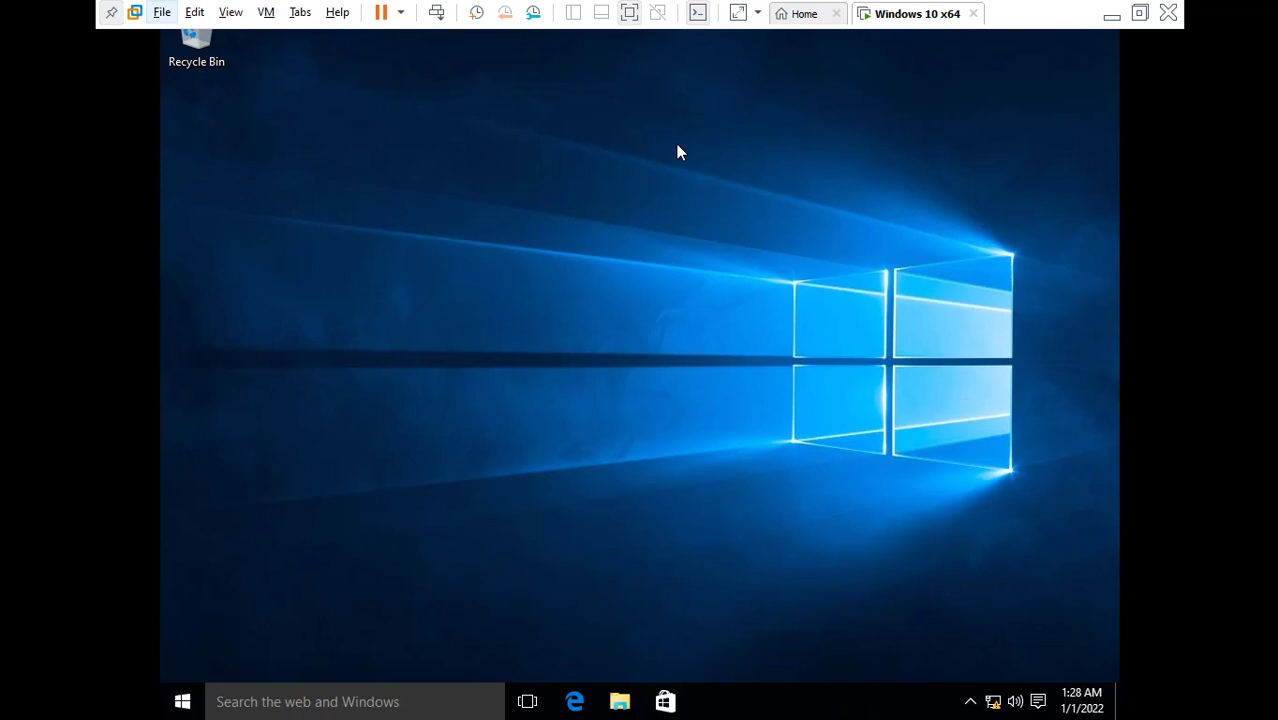 File Edit View VM Tabs Help Home Windows 10 x64
Recycle Bin
Search the web and Windows
1:28 AM
1/1/2022